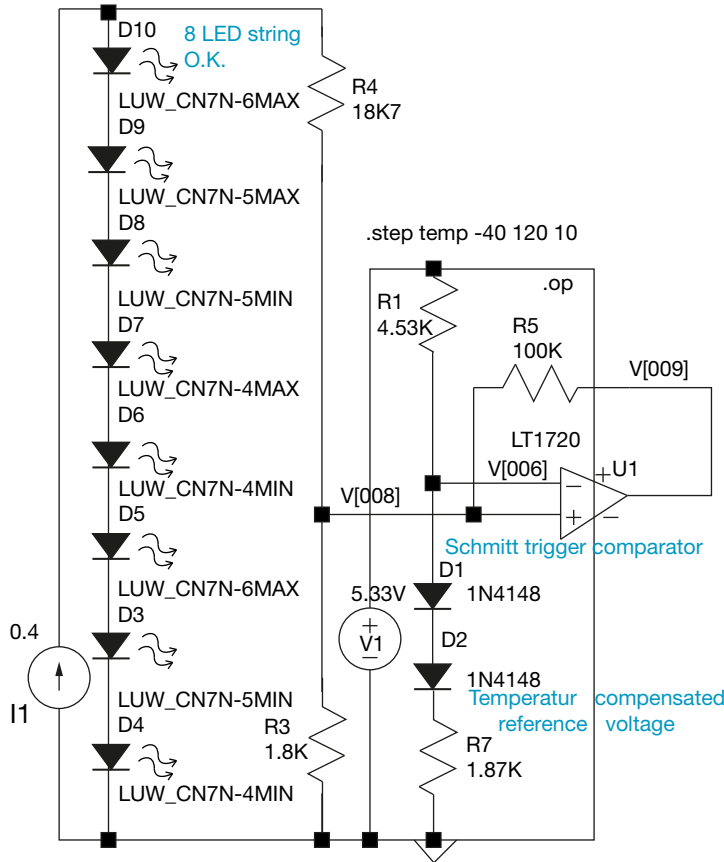 D10
8 LED string
O.K.
LUW_CN7N-6MAX
D9
R4
18K7
LUW_CN7N-5MAX
D8
.step temp -40 120 10
LUW_CN7N-5MIN
D7
.op
R1
4.53K
R5
100K
V[009]
LUW_CN7N-4MAX
D6
LT1720
V[006]
U1
LUW_CN7N-4MIN
D5
V[008]
Schmitt trigger comparator
LUW_CN7N-6MAX
D3
D1
1N4148
5.33V
V1
D2
1N4148
0.4
I1
LUW_CN7N-5MIN
D4
Temperatur compensated
reference voltage
R3
1.8K
R7
1.87K
LUW_CN7N-4MIN